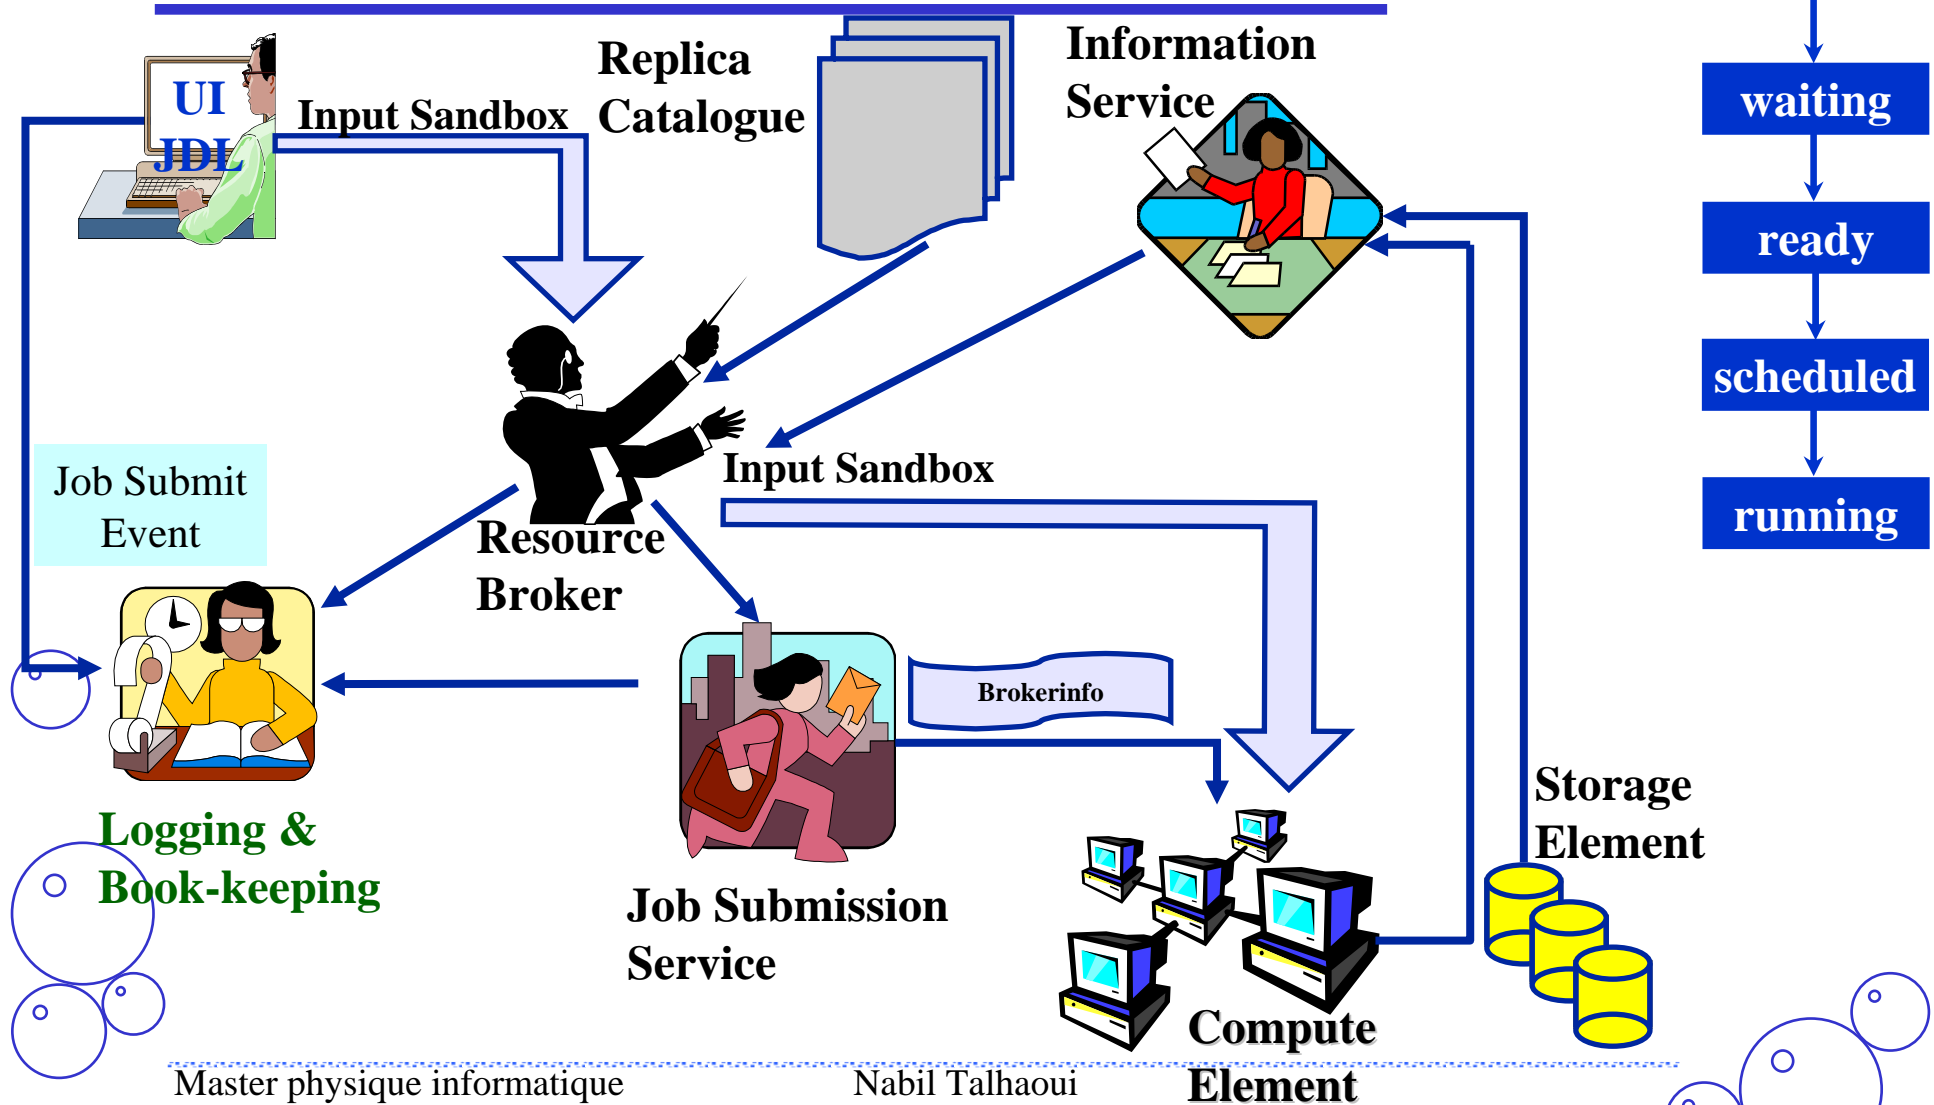 UI
JDL
Input Sandbox
Replica
Catalogue
Information
Service
waiting
ready
scheduled
running
Job Submit
Event
Input Sandbox
Resource
Broker
Brokerinfo
Logging &
Book-keeping
Job Submission
Service
Storage
Element
Compute
Element
Master physique informatique
Nabil Talhaoui